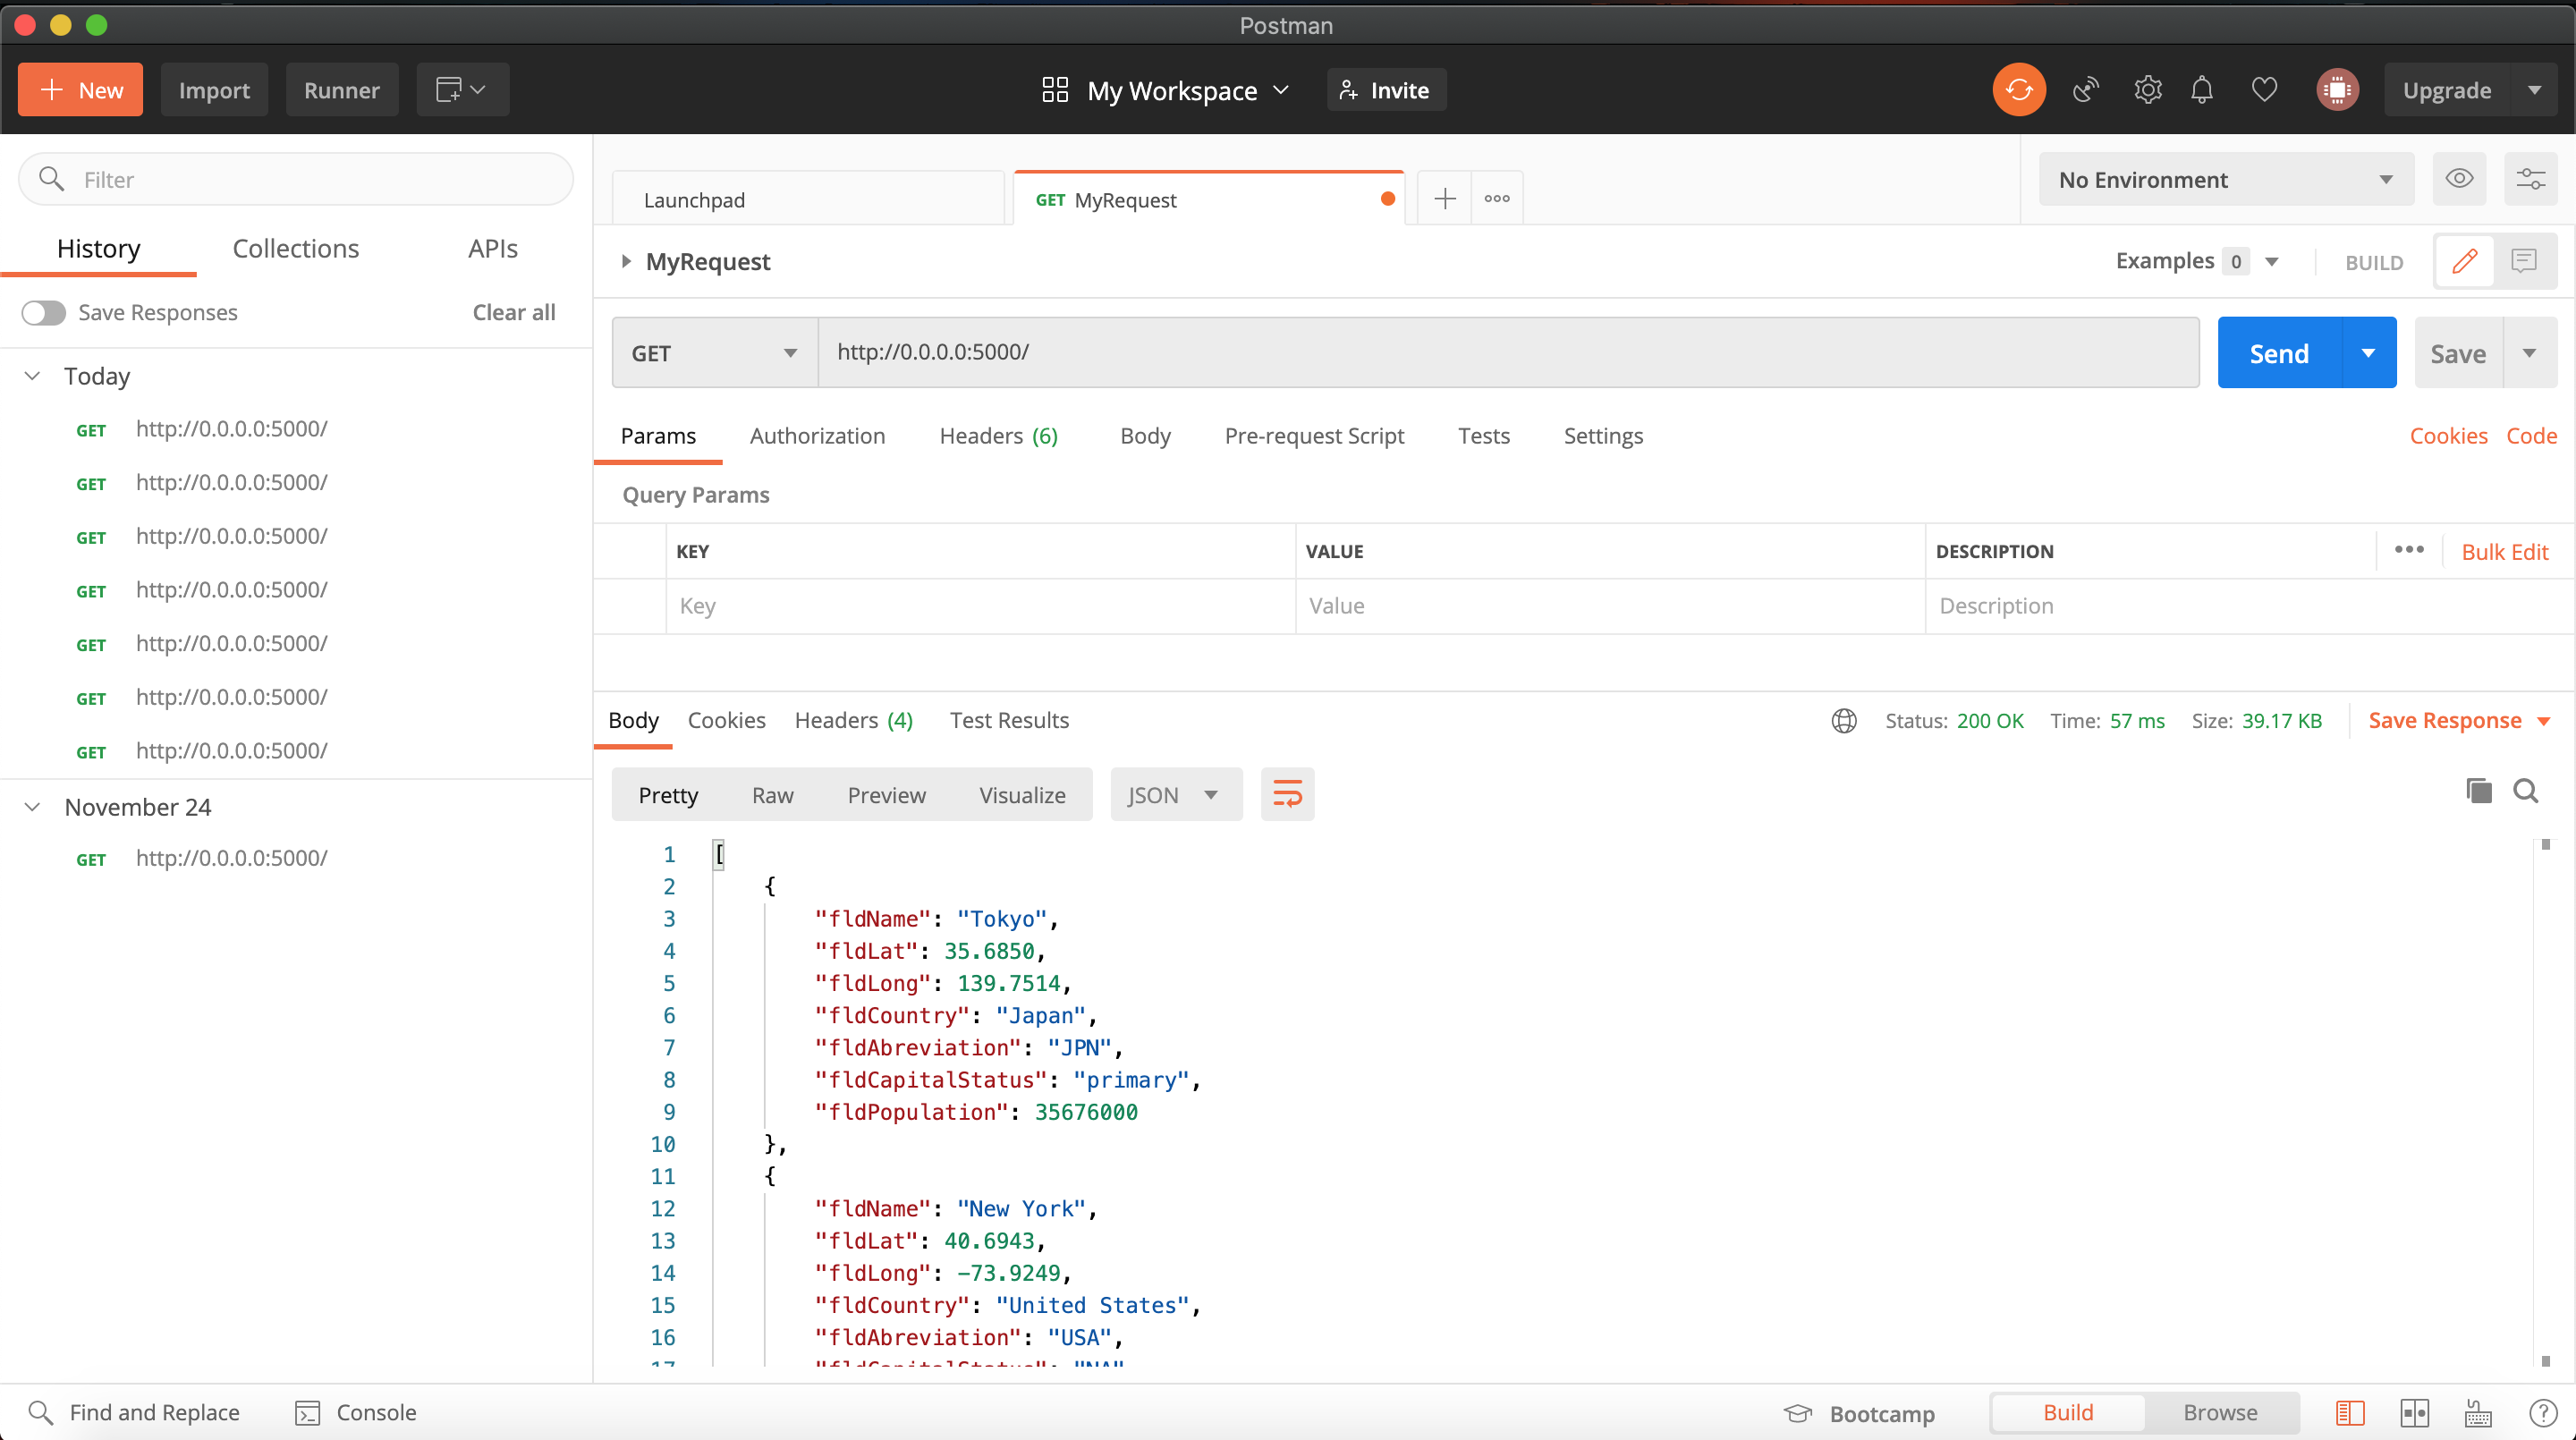 Postman
New
Import
Runner
My Workspace
Invite
Upgrade
Filter
History
Collections
APIs
Save Responses
Clear all
Today
GET http://0.0.0.0:5000/
GET http://0.0.0.0:5000/
GET http://0.0.0.0:5000/
GET http://0.0.0.0:5000/
GET http://0.0.0.0:5000/
GET http://0.0.0.0:5000/
GET http://0.0.0.0:5000/
November 24
GET http://0.0.0.0:5000/
Launchpad
GET MyRequest
No Environment
MyRequest
Examples 0
BUILD
GET
http://0.0.0.0:5000/
Send
Save
Params
Authorization
Headers (6)
Body
Pre-request Script
Tests
Settings
Cookies
Code
Query Params
KEY
VALUE
DESCRIPTION
Bulk Edit
Key
Value
Description
Body
Cookies
Headers (4)
Test Results
Status: 200 OK
Time: 57 ms
Size: 39.17 KB
Save Response
Pretty
Raw
Preview
Visualize
JSON
1 [
2 {
3 "fldName": "Tokyo",
4 "fldLat": 35.6850,
5 "fldLong": 139.7514,
6 "fldCountry": "Japan",
7 "fldAbreviation": "JPN",
8 "fldCapitalStatus": "primary",
9 "fldPopulation": 35676000
10 },
11 {
12 "fldName": "New York",
13 "fldLat": 40.6943,
14 "fldLong": -73.9249,
15 "fldCountry": "United States",
16 "fldAbreviation": "USA",
17 "fldCapitalStatus": "NA"
Find and Replace
Console
Bootcamp
Build
Browse